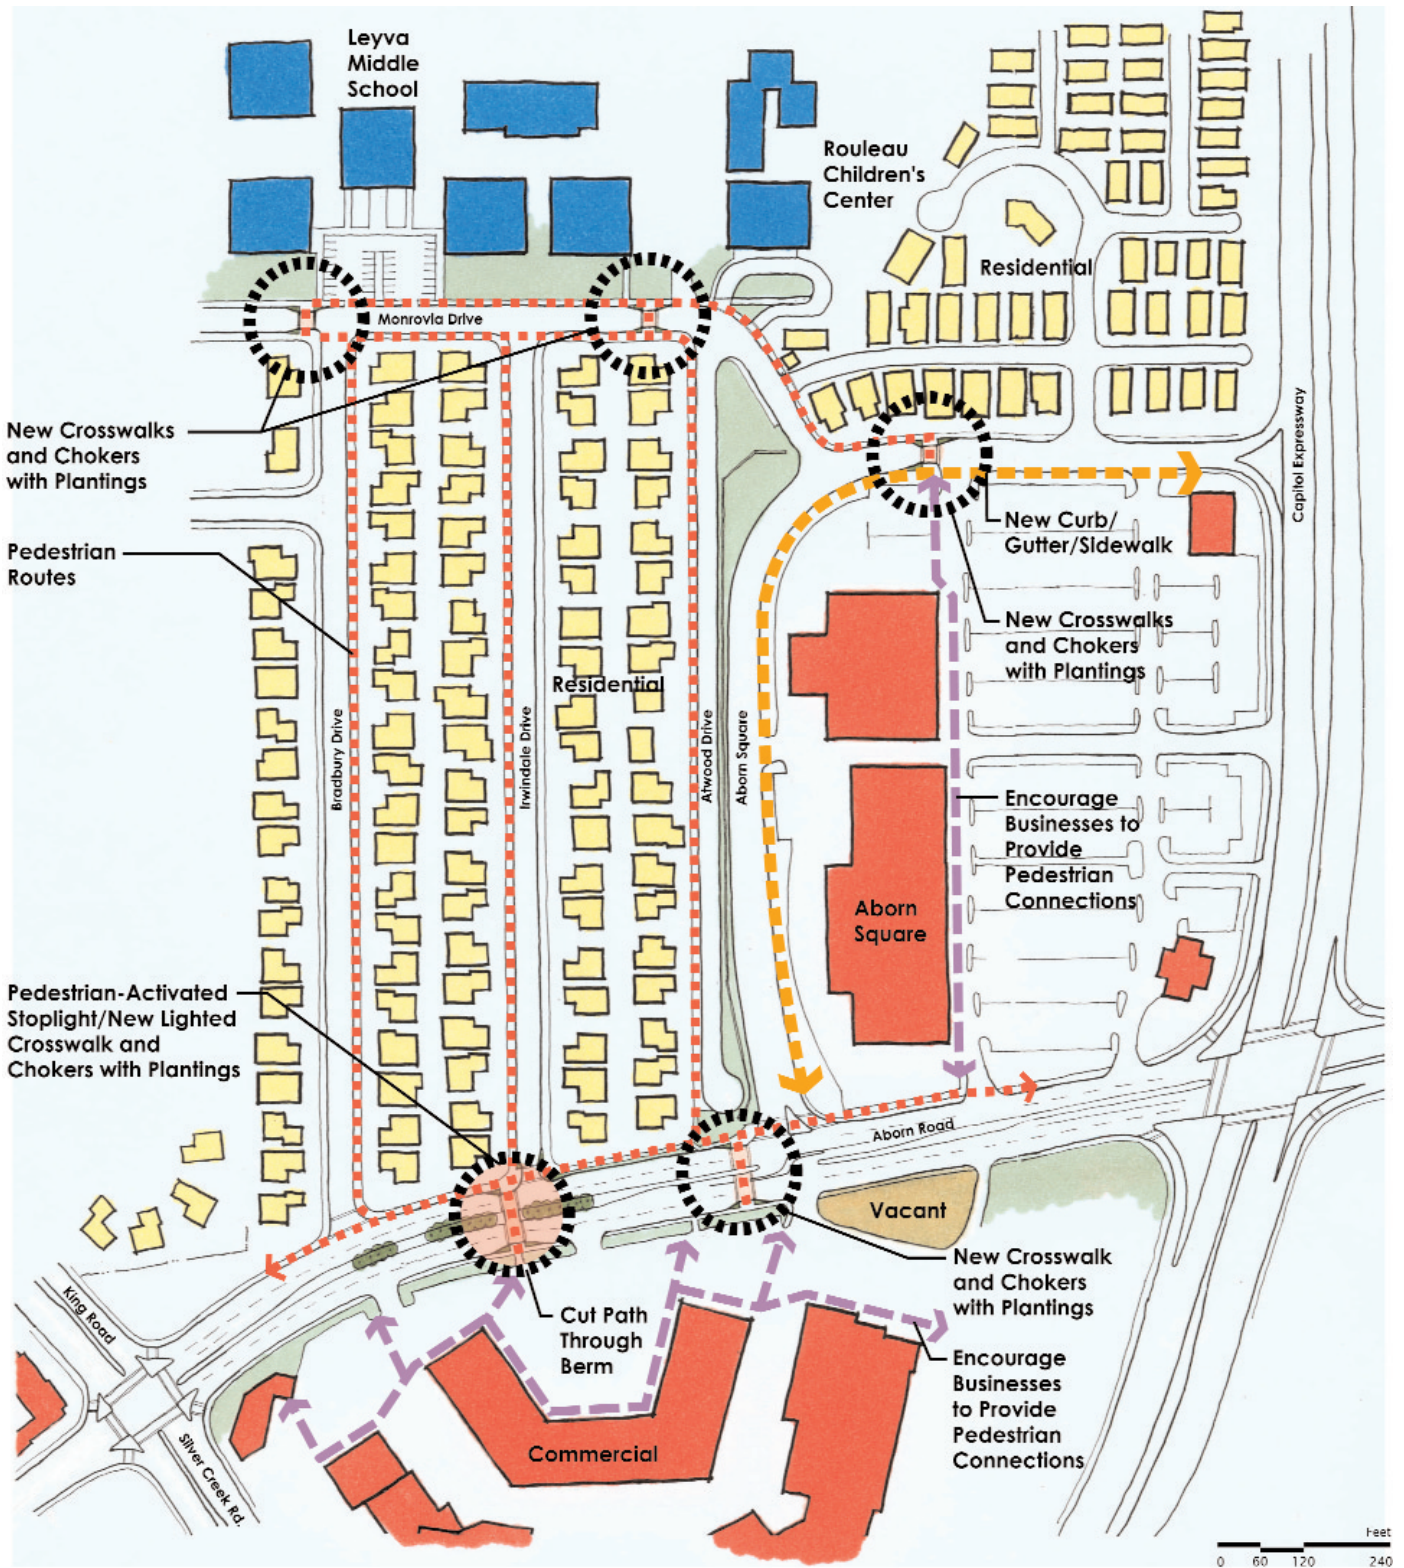 Leyva
Middle
School
Rouleau
Children's
Center
Residential
Monrovia Drive
Capitol Expressway
New Crosswalks
and Chokers
with Plantings
New Curb/
Gutter/Sidewalk
Pedestrian
Routes
New Crosswalks
and Chokers
with Plantings
Residential
Bradbury Drive
Irwindale Drive
Atwood Drive
Aborn Square
Encourage
Businesses to
Provide
Pedestrian
Connections
Aborn
Square
Pedestrian-Activated
Stoplight/New Lighted
Crosswalk and
Chokers with Plantings
Aborn Road
Vacant
New Crosswalk
and Chokers
with Plantings
King Road
Cut Path
Through
Berm
Encourage
Businesses
to Provide
Pedestrian
Connections
Commercial
Silver Creek Rd.
Feet
0 60 120 240